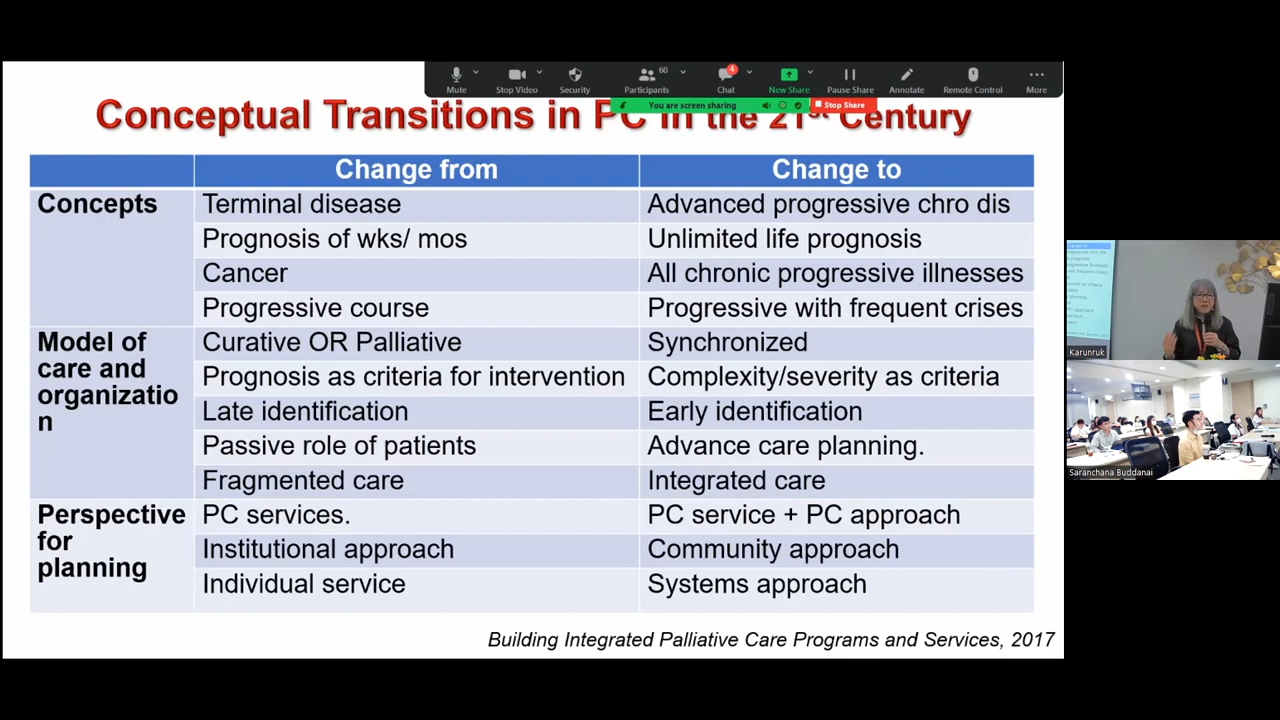 60
4
Mute
Stop Video
Security
Participants
Chat
New Share
Pause Share
Annotate
Remote Control
More
You are screen sharing
Stop Share
Conceptual Transitions in PC in the 21st Century
Change from
Change to
Concepts
Terminal disease
Advanced progressive chro dis
Prognosis of wks/ mos
Unlimited life prognosis
Cancer
All chronic progressive illnesses
Progressive course
Progressive with frequent crises
Model of
care and
organizatio
n
Curative OR Palliative
Synchronized
Prognosis as criteria for intervention
Complexity/severity as criteria
Late identification
Early identification
Passive role of patients
Advance care planning.
Fragmented care
Integrated care
Perspective
for
planning
PC services.
PC service + PC approach
Institutional approach
Community approach
Individual service
Systems approach
Building Integrated Palliative Care Programs and Services, 2017
Karunruk
Saranchana Buddanai